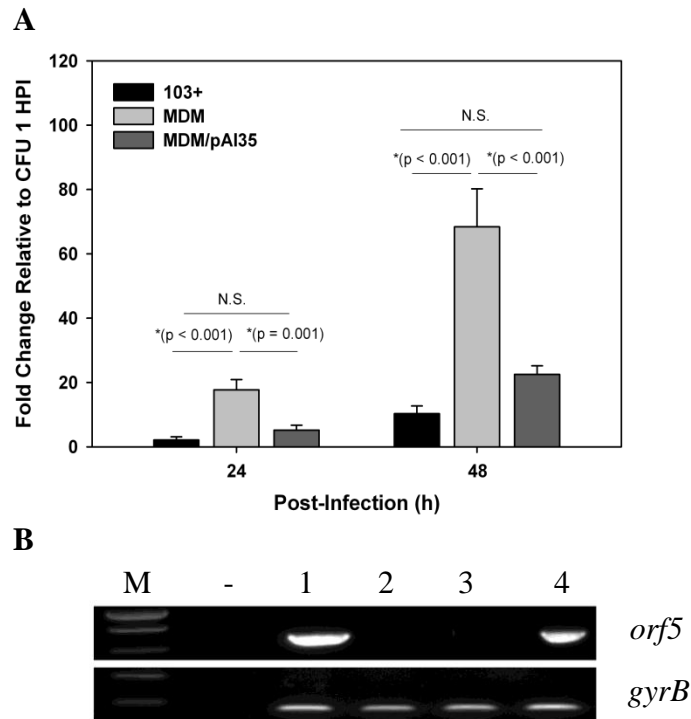 A
120
100
80
60
40
20
0
Fold Change Relative to CFU 1 HPI
103+
MDM
MDM/pAI35
N.S.
*(p < 0.001) *(p < 0.001)
N.S.
*(p < 0.001) *(p = 0.001)
24 48
Post-Infection (h)
B
M - 1 2 3 4
orf5
gyrB